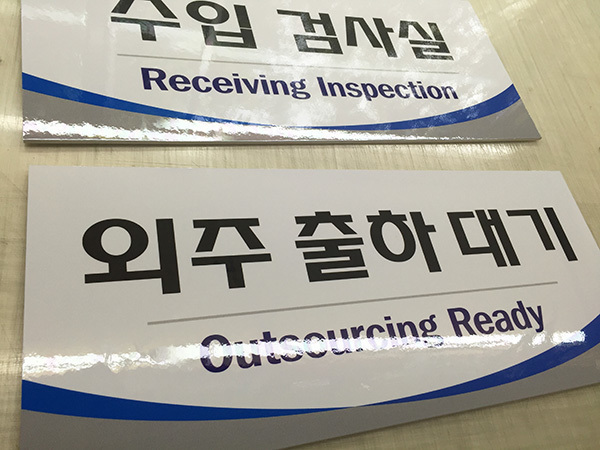 수입 검사실
Receiving Inspection
외주 출하 대기
Outsourcing Ready